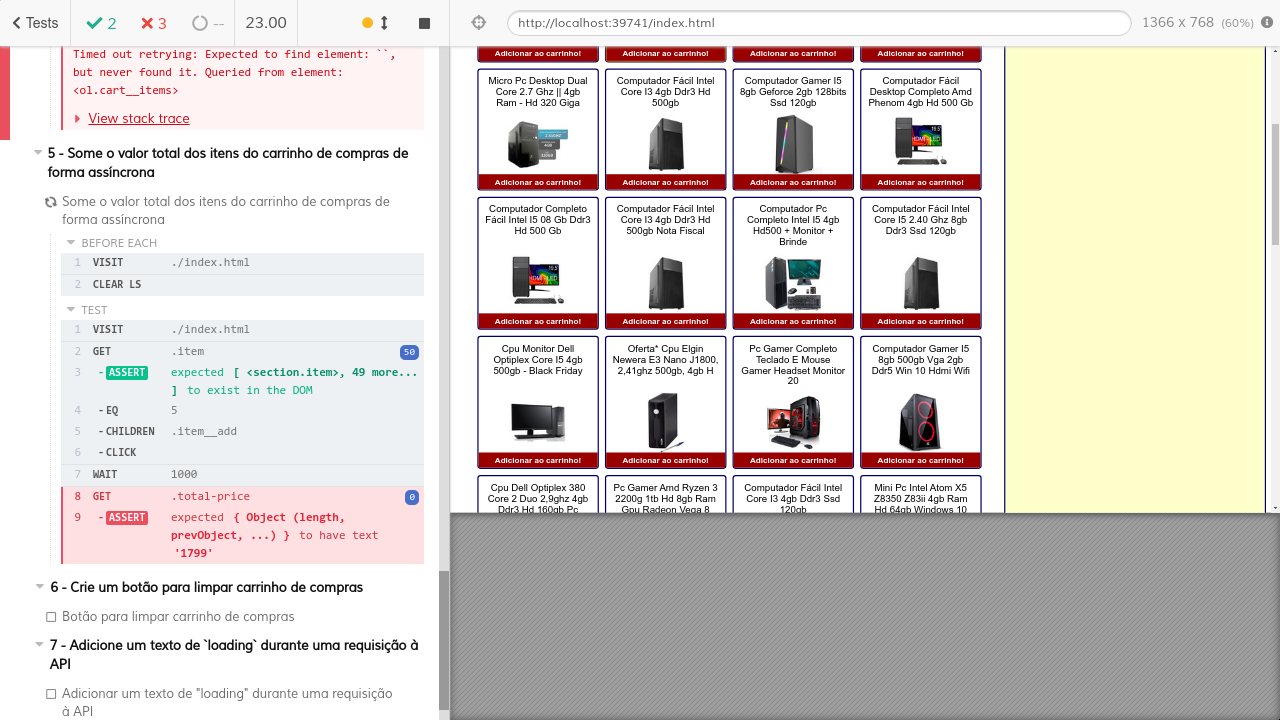 Tests
2
3
--
23.00
http://localhost:39741/index.html
1366 x 768 (60%)
Timed out retrying: Expected to find element: ``,
but never found it. Queried from element:
<ol.cart__items>
View stack trace
5 - Some o valor total dos itens do carrinho de compras de
forma assíncrona
Some o valor total dos itens do carrinho de compras de
forma assíncrona
BEFORE EACH
1 VISIT ./index.html
2 CLEAR LS
TEST
1 VISIT ./index.html
2 GET .item 50
3 -ASSERT expected [ <section.item>, 49 more...
] to exist in the DOM
4 -EQ 5
5 -CHILDREN .item__add
6 -CLICK
7 WAIT 1000
8 GET .total-price 0
9 -ASSERT expected { Object (length,
prevObject, ...) } to have text
'1799'
6 - Crie um botão para limpar carrinho de compras
Botão para limpar carrinho de compras
7 - Adicione um texto de `loading` durante uma requisição à
API
Adicionar um texto de "loading" durante uma requisição
à API
Adicionar ao carrinho!
Adicionar ao carrinho!
Adicionar ao carrinho!
Adicionar ao carrinho!
Micro Pc Desktop Dual
Core 2.7 Ghz || 4gb
Ram - Hd 320 Giga
Adicionar ao carrinho!
Computador Fácil Intel
Core I3 4gb Ddr3 Hd
500gb
Adicionar ao carrinho!
Computador Gamer I5
8gb Geforce 2gb 128bits
Ssd 120gb
Adicionar ao carrinho!
Computador Fácil
Desktop Completo Amd
Phenom 4gb Hd 500 Gb
Adicionar ao carrinho!
Computador Completo
Fácil Intel I5 08 Gb Ddr3
Hd 500 Gb
Adicionar ao carrinho!
Computador Fácil Intel
Core I3 4gb Ddr3 Hd
500gb Nota Fiscal
Adicionar ao carrinho!
Computador Pc
Completo Intel I5 4gb
Hd500 + Monitor +
Brinde
Adicionar ao carrinho!
Computador Fácil Intel
Core I5 2.40 Ghz 8gb
Ddr3 Ssd 120gb
Adicionar ao carrinho!
Cpu Monitor Dell
Optiplex Core I5 4gb
500gb - Black Friday
Adicionar ao carrinho!
Oferta* Cpu Elgin
Newera E3 Nano J1800,
2,41ghz 500gb, 4gb H
Adicionar ao carrinho!
Pc Gamer Completo
Teclado E Mouse
Gamer Headset Monitor
20
Adicionar ao carrinho!
Computador Gamer I5
8gb 500gb Vga 2gb
Ddr5 Win 10 Hdmi Wifi
Adicionar ao carrinho!
Cpu Dell Optiplex 380
Core 2 Duo 2,9ghz 4gb
Ddr3 Hd 160gb Pc
Pc Gamer Amd Ryzen 3
2200g 1tb Hd 8gb Ram
Gpu Radeon Vega 8
Computador Fácil Intel
Core I3 4gb Ddr3 Ssd
120gb
Mini Pc Intel Atom X5
Z8350 Z83ii 4gb Ram
Hd 64gb Windows 10